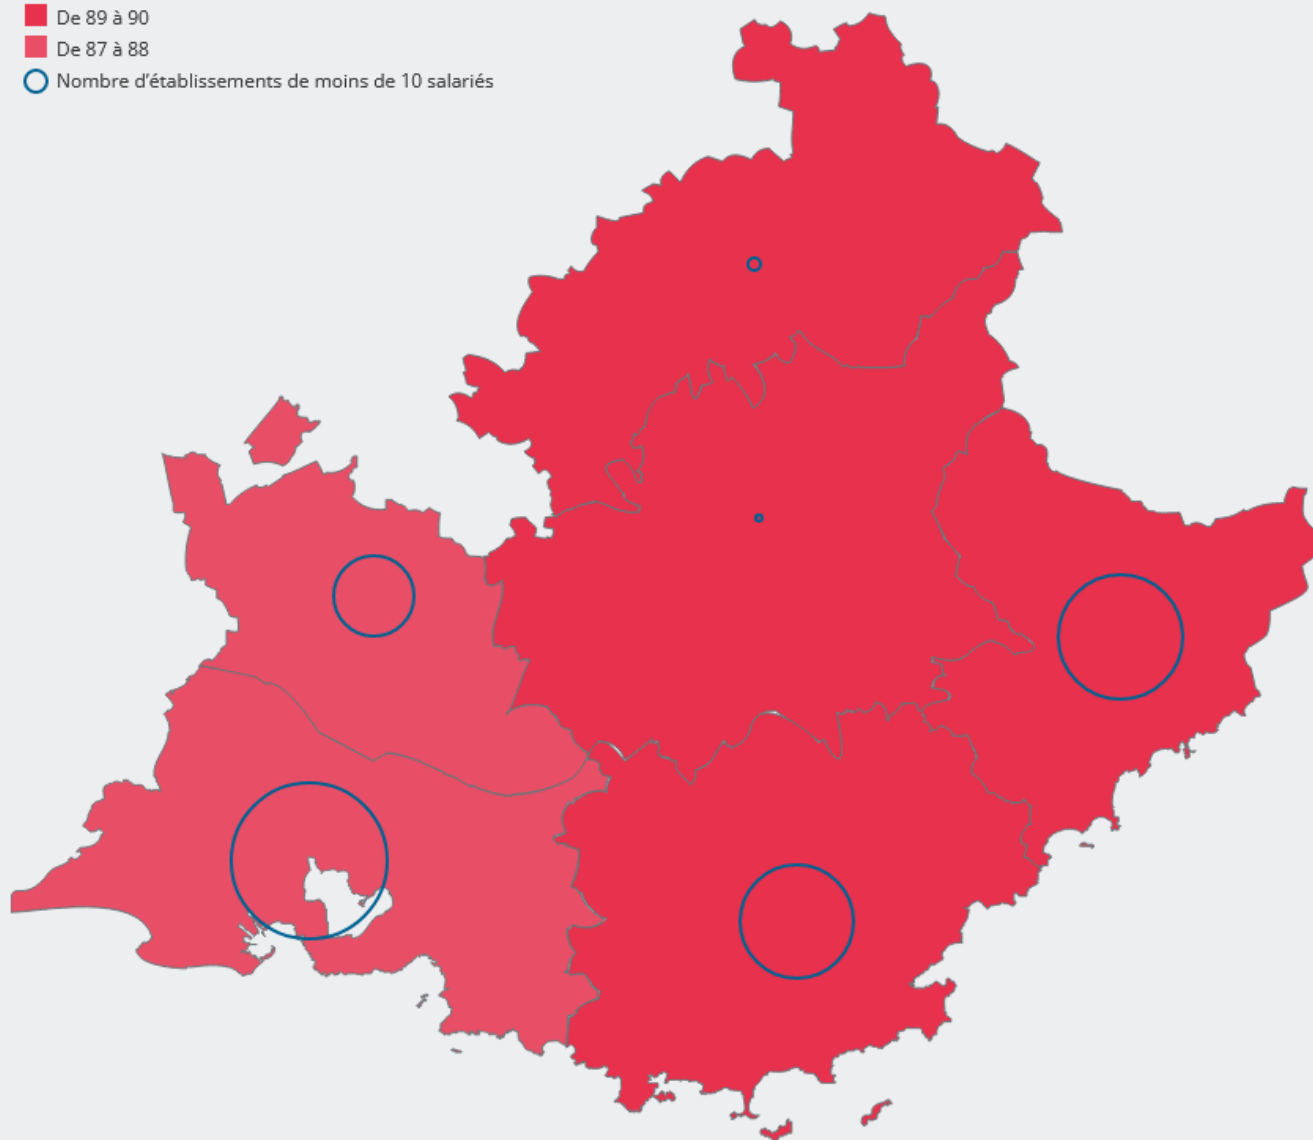 De 89 à 90
De 87 à 88
Nombre d'établissements de moins de 10 salariés